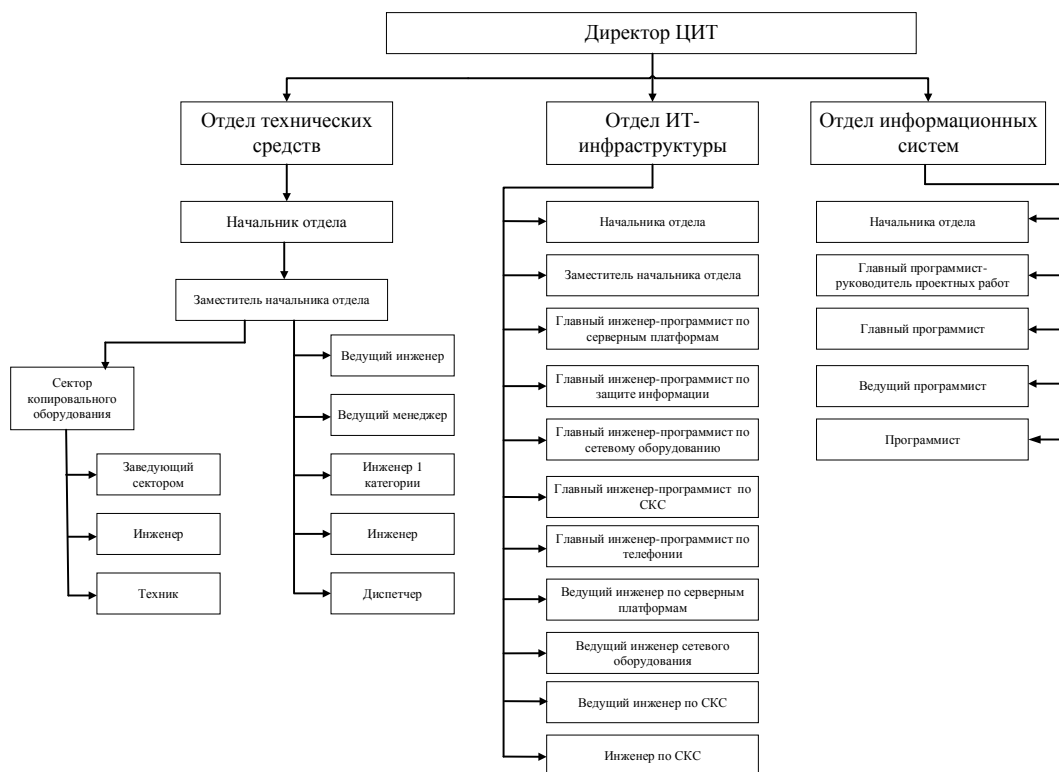 Директор ЦИТ
Отдел технических
средств
Начальник отдела
Заместитель начальника отдела
Сектор
копировального
оборудования
Заведующий
сектором
Инженер
Техник
Ведущий инженер
Ведущий менеджер
Инженер 1
категории
Инженер
Диспетчер
Отдел ИТ-
инфраструктуры
Начальника отдела
Заместитель начальника отдела
Главный инженер-программист по
серверным платформам
Главный инженер-программист по
защите информации
Главный инженер-программист по
сетевому оборудованию
Главный инженер-программист по
СКС
Главный инженер-программист по
телефонии
Ведущий инженер по серверным
платформам
Ведущий инженер сетевого
оборудования
Ведущий инженер по СКС
Инженер по СКС
Отдел информационных
систем
Начальника отдела
Главный программист-
руководитель проектных работ
Главный программист
Ведущий программист
Программист